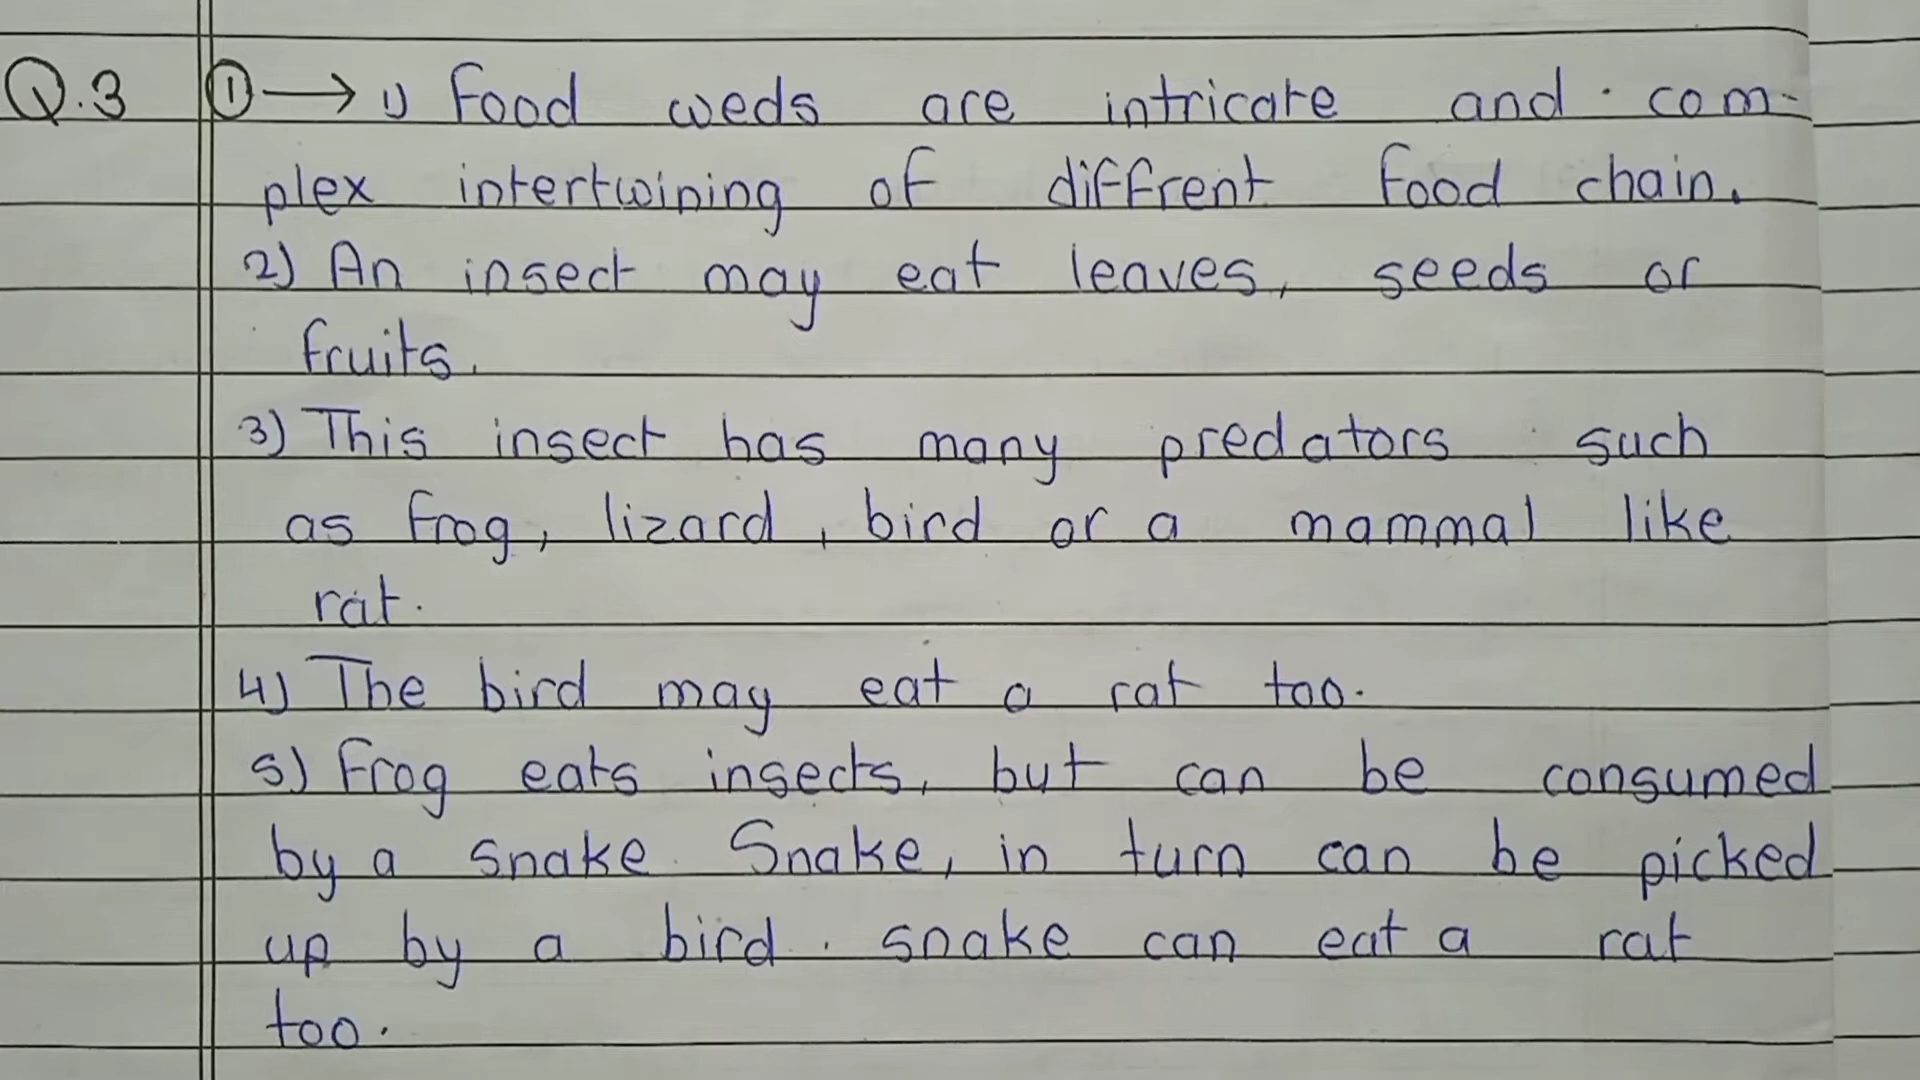 Q.3 ① → 1) Food weds are intricate and com-
plex intertwining of diffrent food chain.
2) An insect may eat leaves, seeds or
fruits.
3) This insect has many predators such
as frog, lizard, bird or a mammal like
rat.
4) The bird may eat a rat too.
5) Frog eats insects, but can be consumed
by a snake. Snake, in turn can be picked
up by a bird. snake can eat a rat
too.